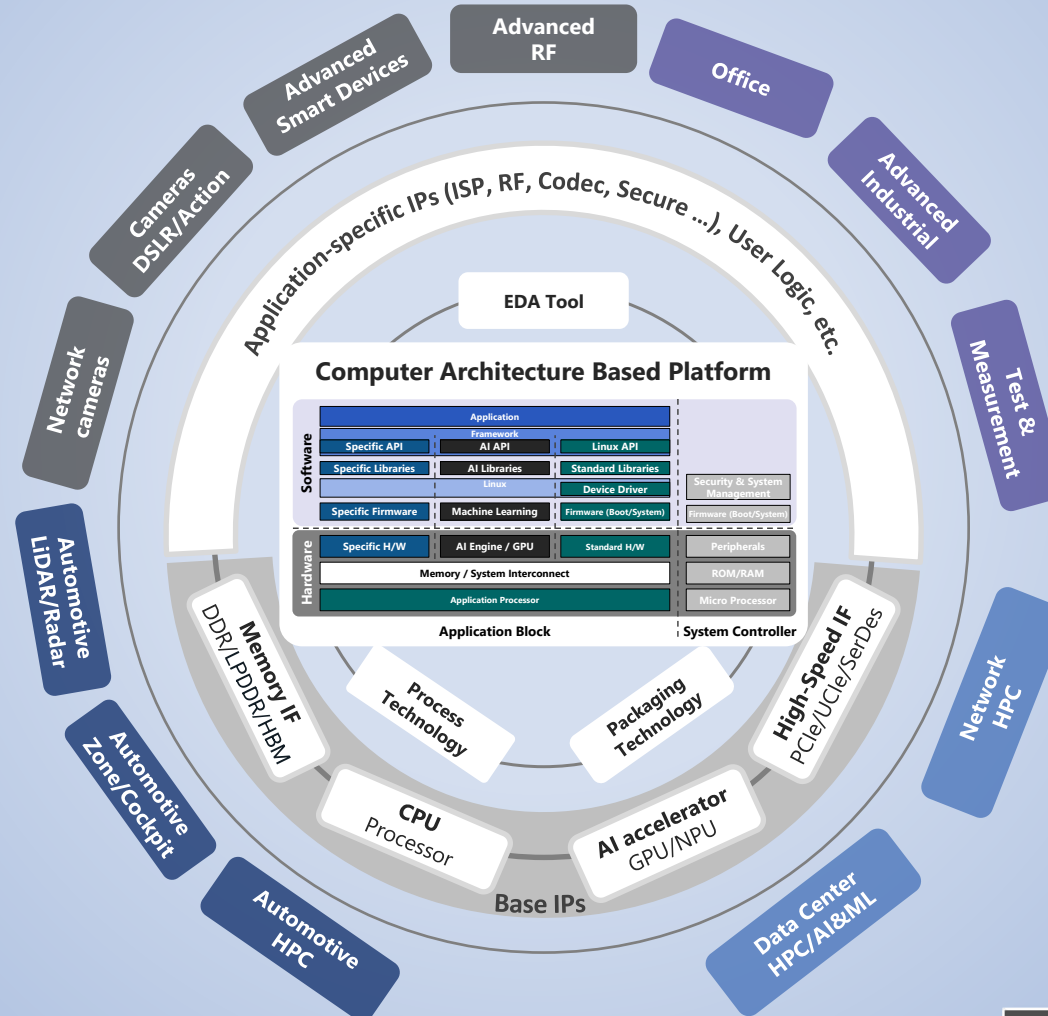 Advanced
RF
Office
Advanced
Industrial
Test &
Measurement
Network
HPC
Data Center
HPC/AI&ML
Automotive
HPC
Automotive
Zone/Cockpit
Automotive
LiDAR/Radar
Network
cameras
Cameras
DSLR/Action
Advanced
Smart Devices
Application-specific IPs (ISP, RF, Codec, Secure ...), User Logic, etc.
EDA Tool
Computer Architecture Based Platform
Software
Application
Framework
Specific API
AI API
Linux API
Specific Libraries
AI Libraries
Standard Libraries
Linux
Device Driver
Security & System
Management
Specific Firmware
Machine Learning
Firmware (Boot/System)
Firmware (Boot/System)
Hardware
Specific H/W
AI Engine / GPU
Standard H/W
Peripherals
Memory / System Interconnect
ROM/RAM
Application Processor
Micro Processor
Application Block
System Controller
Process
Technology
Packaging
Technology
Memory IF
DDR/LPDDR/HBM
CPU
Processor
AI accelerator
GPU/NPU
High-Speed IF
PCIe/UCIe/SerDes
Base IPs